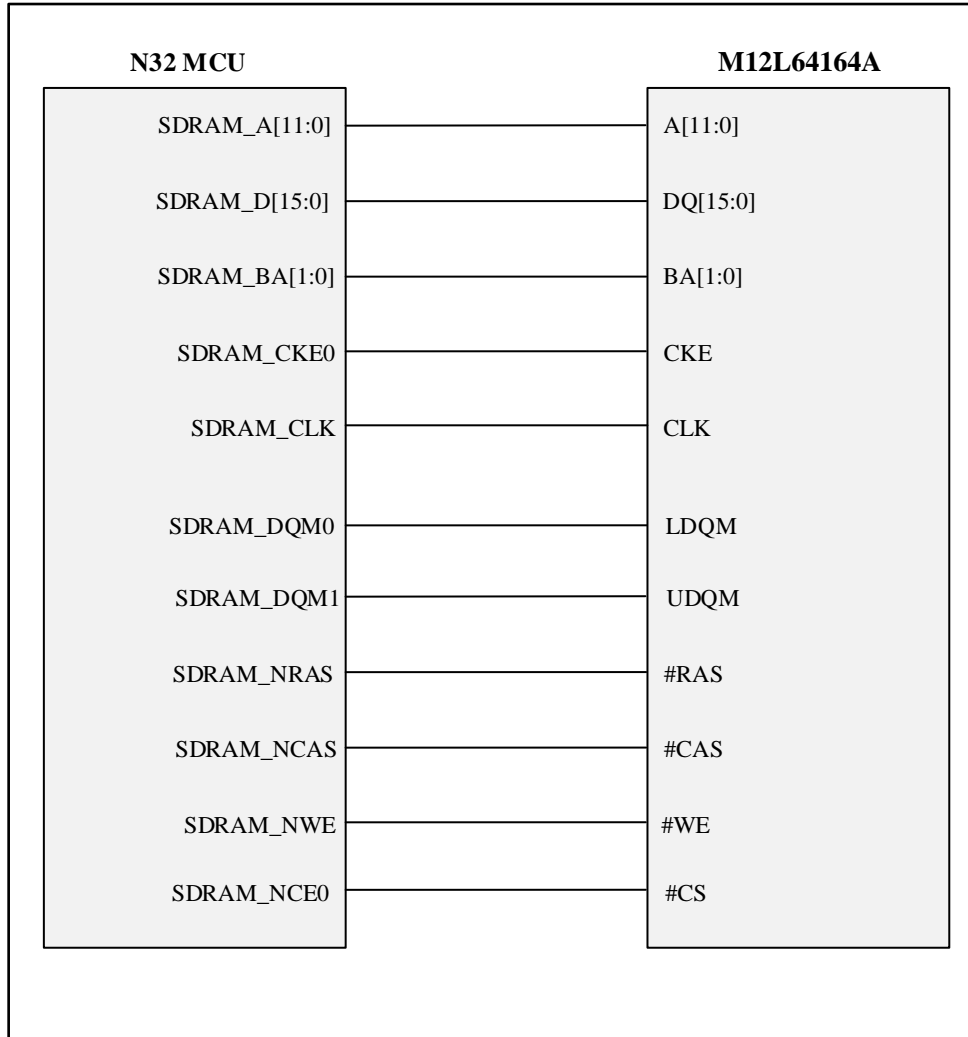 N32 MCU M12L64164A
SDRAM_A[11:0] A[11:0]
SDRAM_D[15:0] DQ[15:0]
SDRAM_BA[1:0] BA[1:0]
SDRAM_CKE0 CKE
SDRAM_CLK CLK
SDRAM_DQM0 LDQM
SDRAM_DQM1 UDQM
SDRAM_NRAS #RAS
SDRAM_NCAS #CAS
SDRAM_NWE #WE
SDRAM_NCE0 #CS